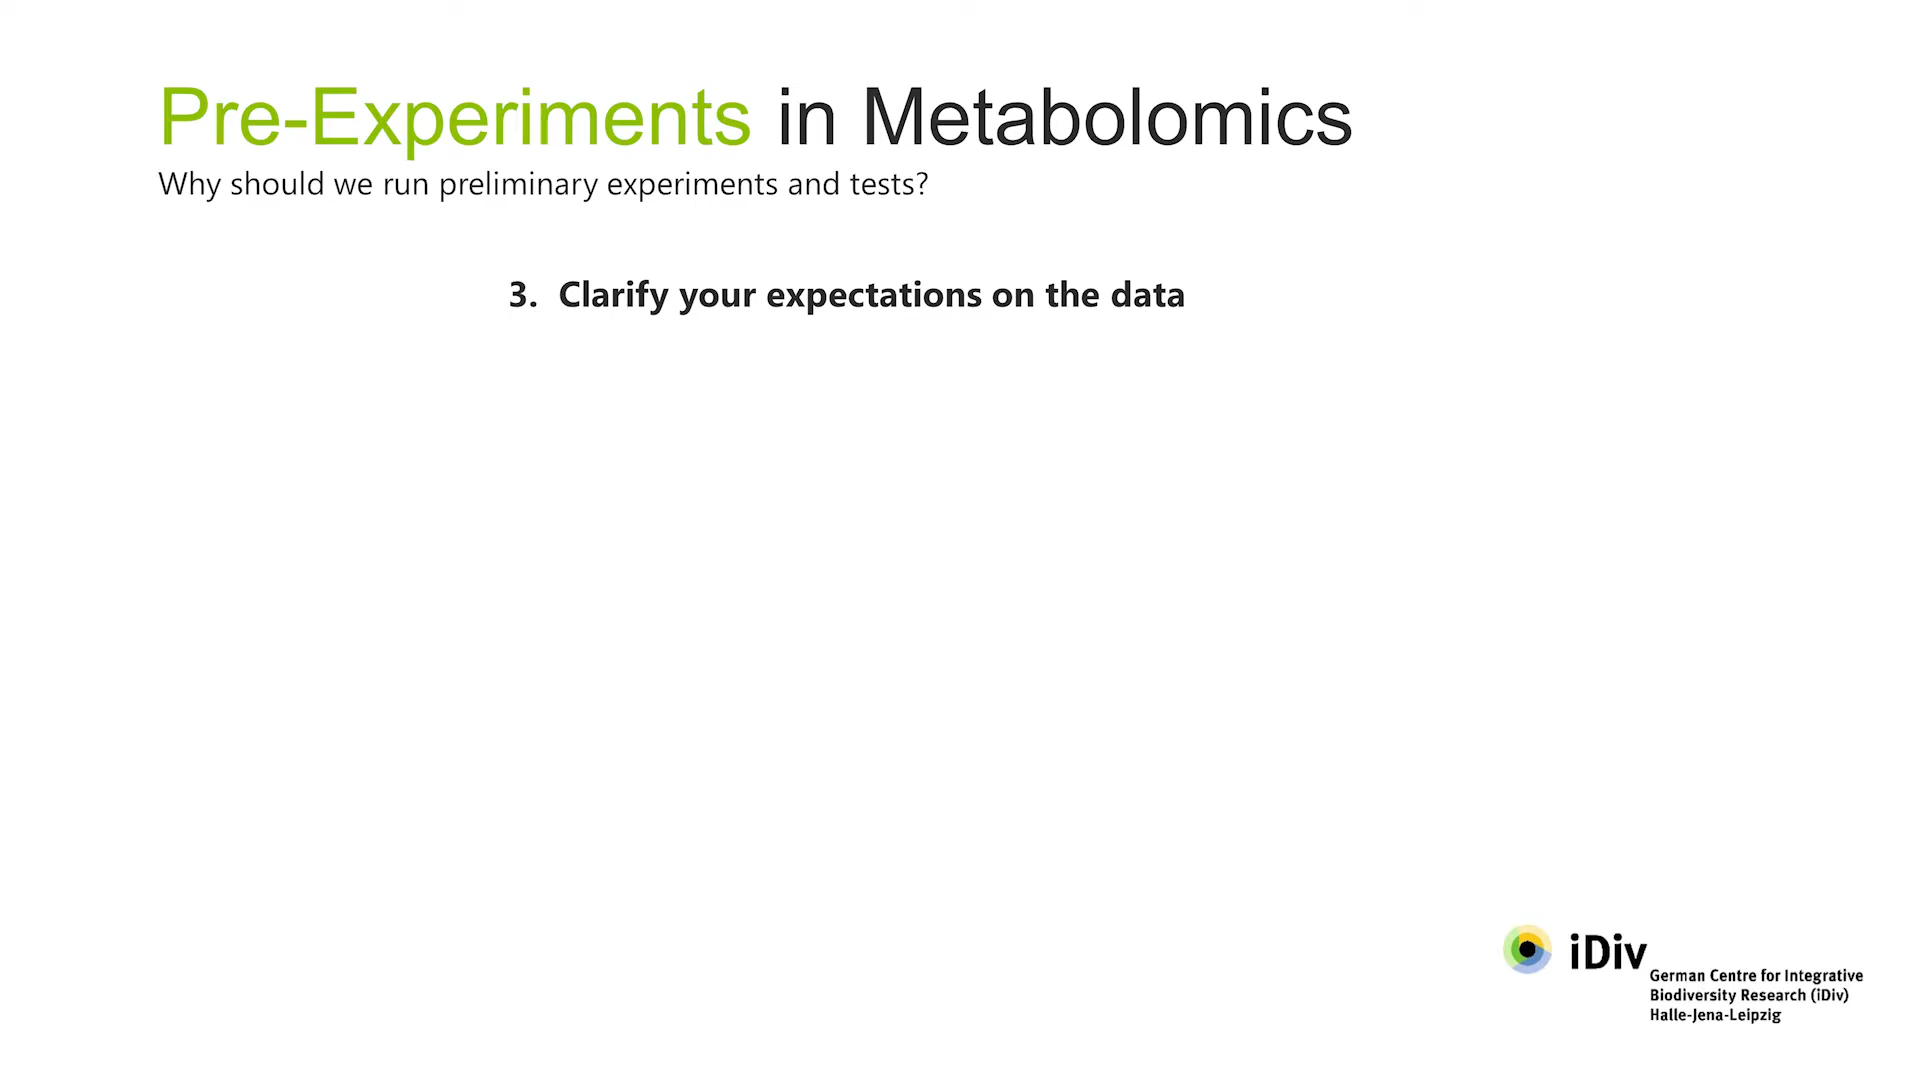 Pre-Experiments in Metabolomics
Why should we run preliminary experiments and tests?
3. Clarify your expectations on the data
iDiv
German Centre for Integrative
Biodiversity Research (iDiv)
Halle-Jena-Leipzig